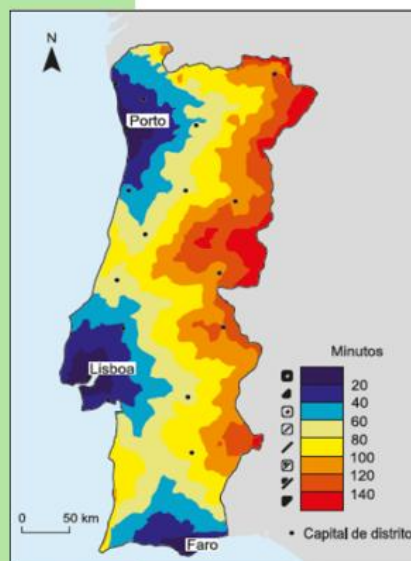 N
Porto
Lisboa
Faro
Minutos
20
40
60
80
100
120
140
0 50 km
Capital de distrito